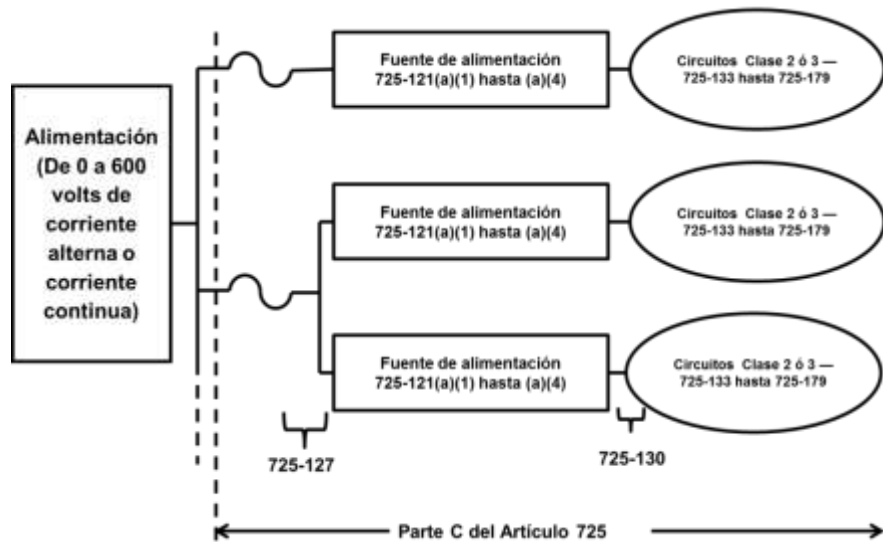 Alimentación
(De 0 a 600
volts de
corriente
alterna o
corriente
continua)
Fuente de alimentación
725-121(a)(1) hasta (a)(4)
Circuitos Clase 2 ó 3 —
725-133 hasta 725-179
Fuente de alimentación
725-121(a)(1) hasta (a)(4)
Circuitos Clase 2 ó 3 —
725-133 hasta 725-179
Fuente de alimentación
725-121(a)(1) hasta (a)(4)
Circuitos Clase 2 ó 3 —
725-133 hasta 725-179
725-127
725-130
Parte C del Artículo 725